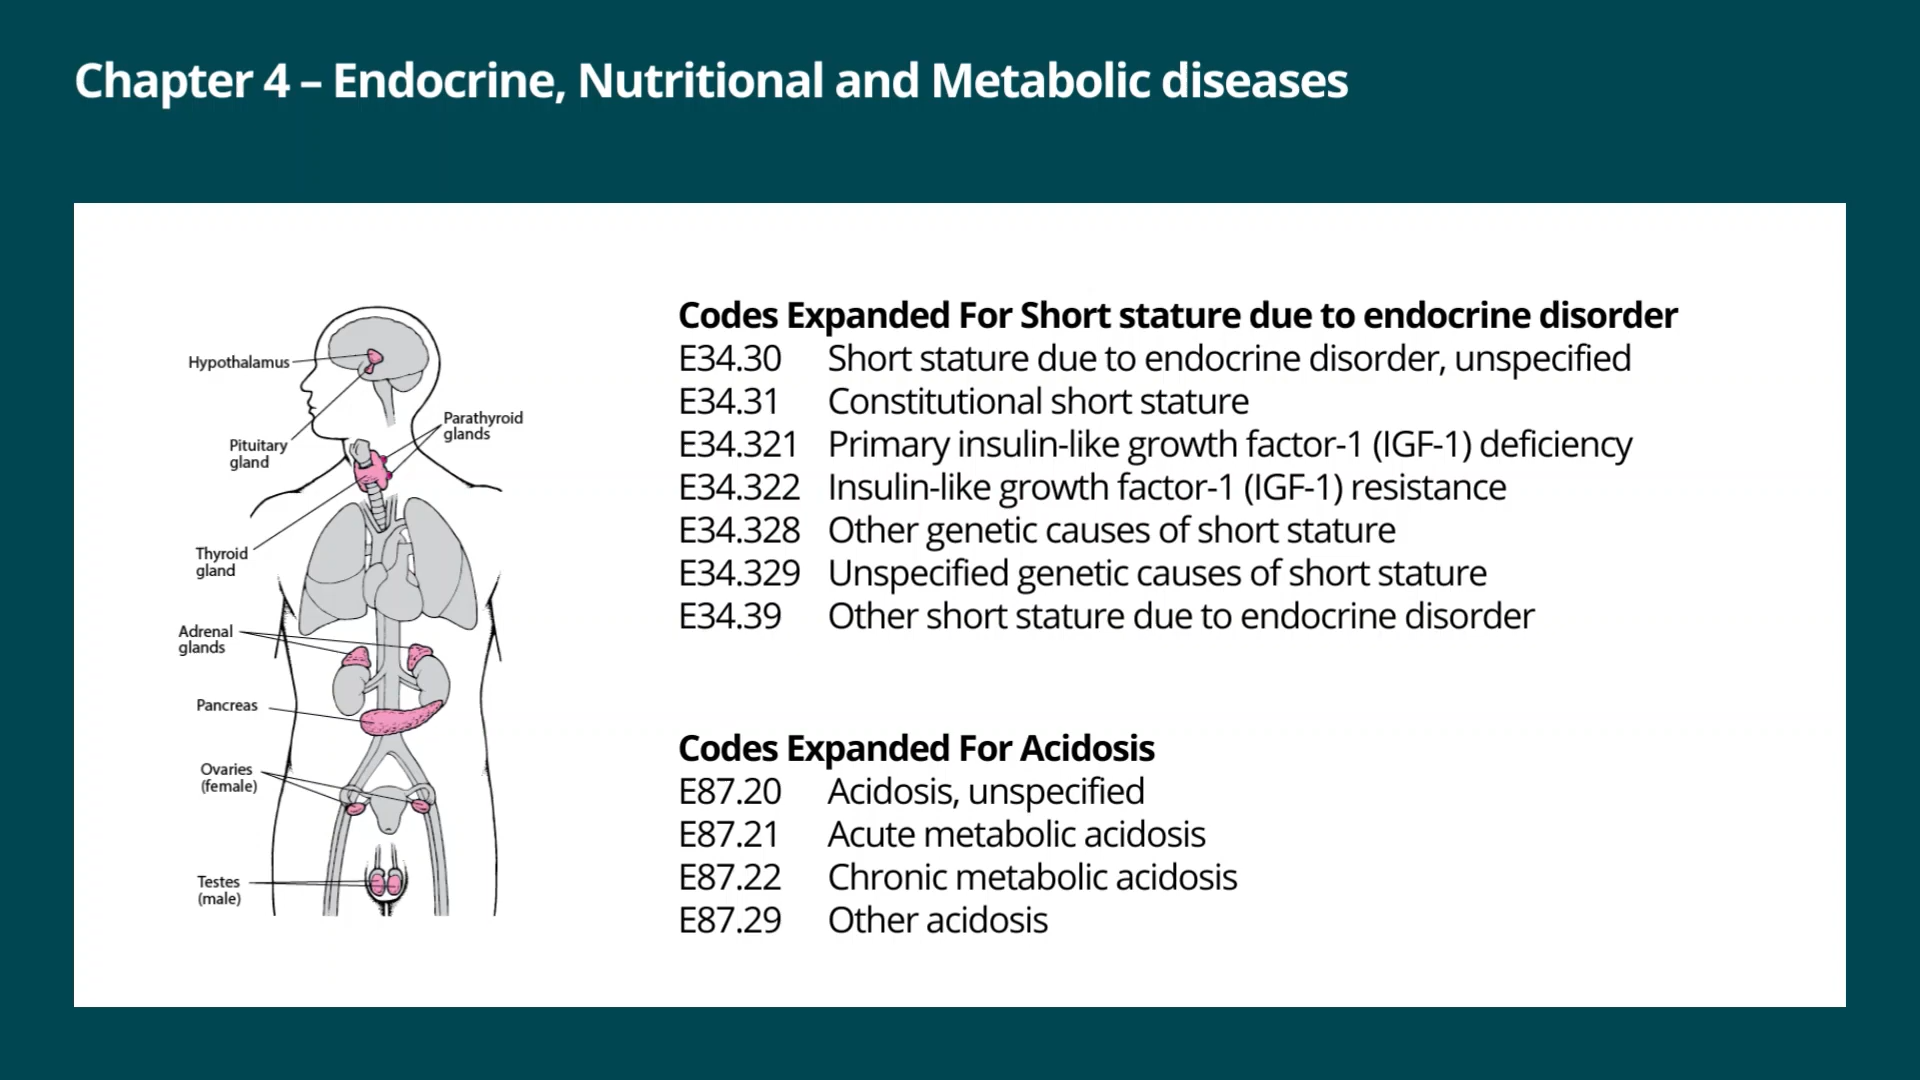 Chapter 4 – Endocrine, Nutritional and Metabolic diseases
Hypothalamus
Pituitary
gland
Parathyroid
glands
Thyroid
gland
Adrenal
glands
Pancreas
Ovaries
(female)
Testes
(male)
Codes Expanded For Short stature due to endocrine disorder
E34.30 Short stature due to endocrine disorder, unspecified
E34.31 Constitutional short stature
E34.321 Primary insulin-like growth factor-1 (IGF-1) deficiency
E34.322 Insulin-like growth factor-1 (IGF-1) resistance
E34.328 Other genetic causes of short stature
E34.329 Unspecified genetic causes of short stature
E34.39 Other short stature due to endocrine disorder
Codes Expanded For Acidosis
E87.20 Acidosis, unspecified
E87.21 Acute metabolic acidosis
E87.22 Chronic metabolic acidosis
E87.29 Other acidosis